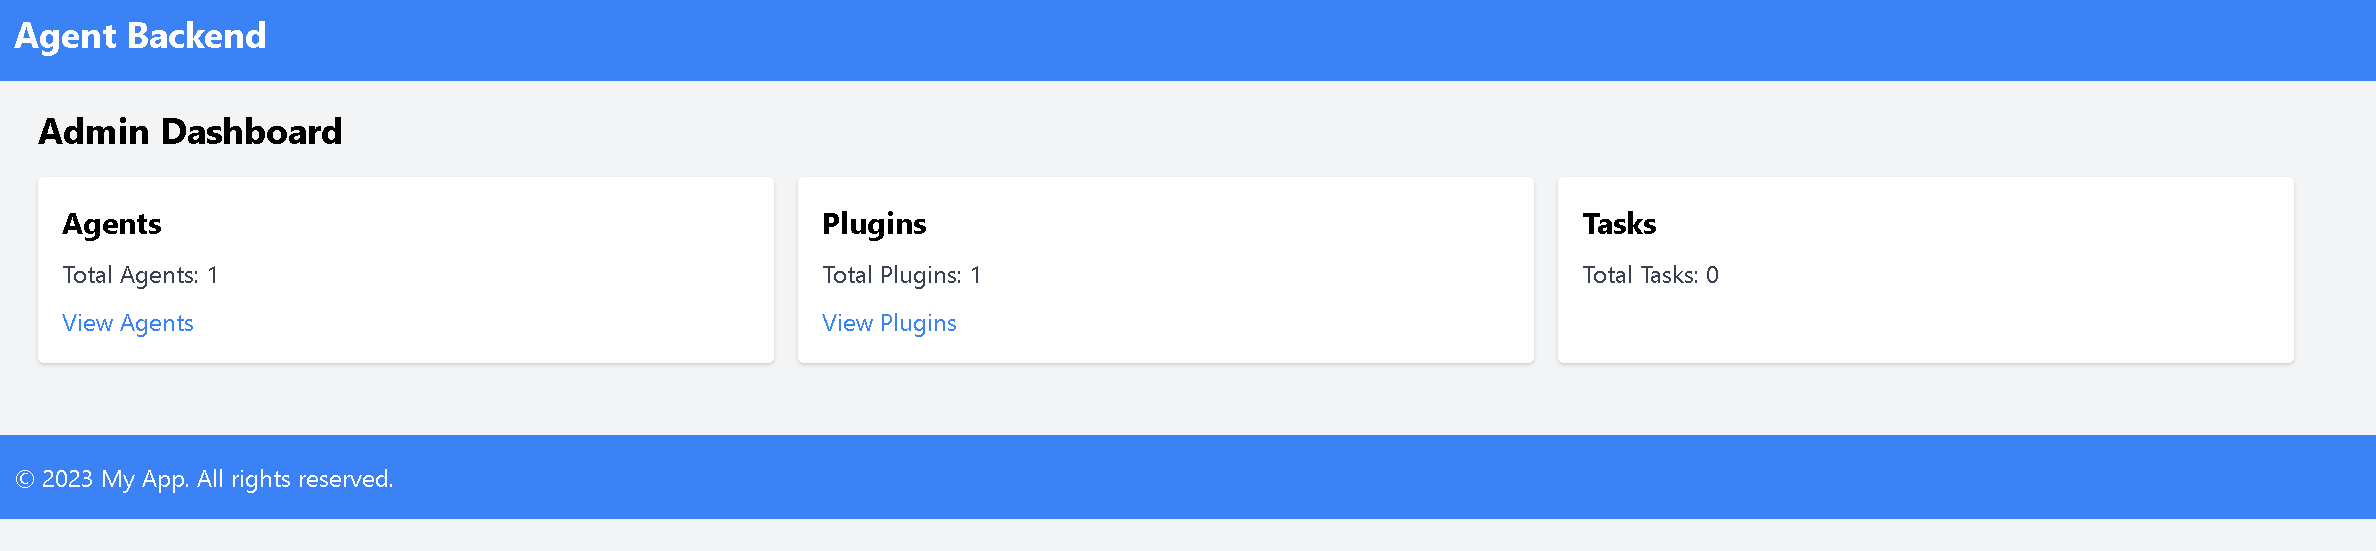 Agent Backend
Admin Dashboard
Agents
Total Agents: 1
View Agents
Plugins
Total Plugins: 1
View Plugins
Tasks
Total Tasks: 0
© 2023 My App. All rights reserved.